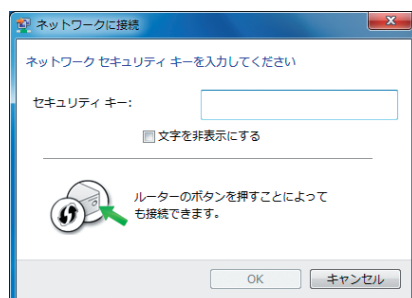 ネットワークに接続
ネットワーク セキュリティ キーを入力してください
セキュリティ キー:
文字を非表示にする
ルーターのボタンを押すことによって
も接続できます。
OK
キャンセル